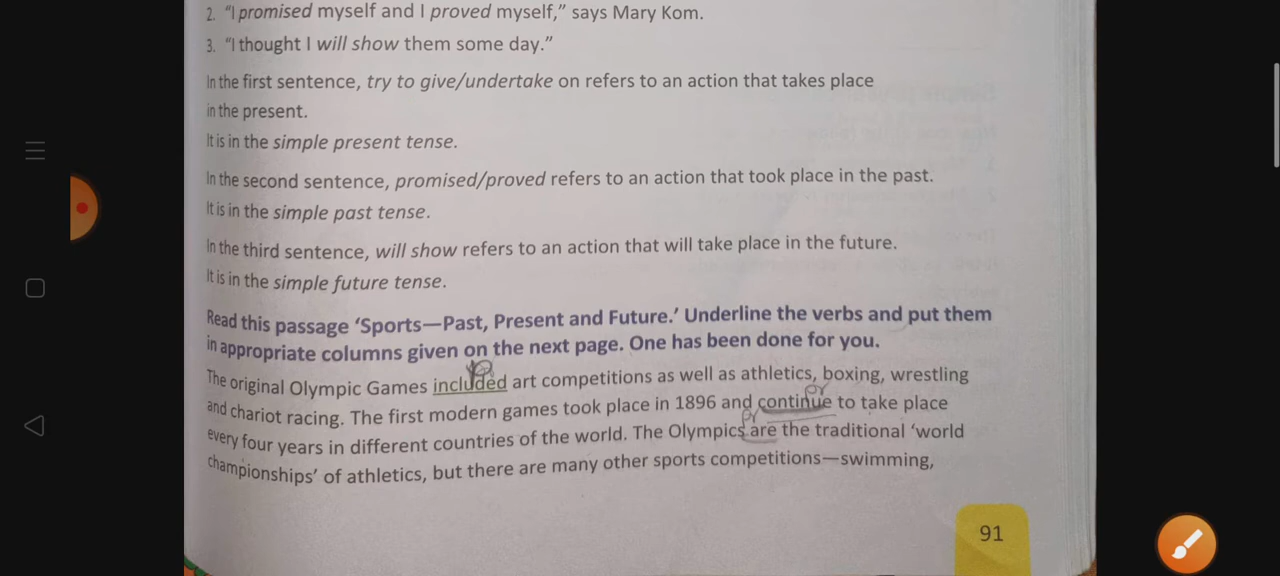 2. “I promised myself and I proved myself,” says Mary Kom.
3. “I thought I will show them some day.”
In the first sentence, try to give/undertake on refers to an action that takes place
in the present.
It is in the simple present tense.
In the second sentence, promised/proved refers to an action that took place in the past.
It is in the simple past tense.
In the third sentence, will show refers to an action that will take place in the future.
It is in the simple future tense.
Read this passage ‘Sports—Past, Present and Future.’ Underline the verbs and put them
in appropriate columns given on the next page. One has been done for you.
The original Olympic Games included art competitions as well as athletics, boxing, wrestling
and chariot racing. The first modern games took place in 1896 and continue to take place
every four years in different countries of the world. The Olympics are the traditional ‘world
championships’ of athletics, but there are many other sports competitions—swimming,
91